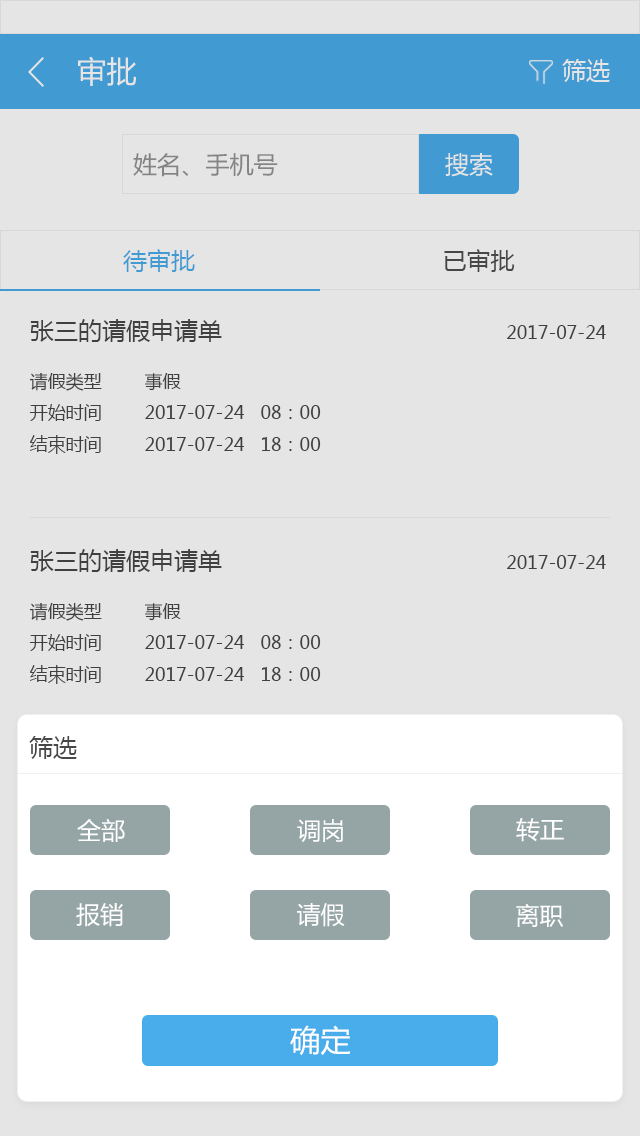 审批 筛选
姓名、手机号 搜索
待审批 已审批
张三的请假申请单 2017-07-24
请假类型 事假
开始时间 2017-07-24 08：00
结束时间 2017-07-24 18：00
张三的请假申请单 2017-07-24
请假类型 事假
开始时间 2017-07-24 08：00
结束时间 2017-07-24 18：00
筛选
全部 调岗 转正
报销 请假 离职
确定